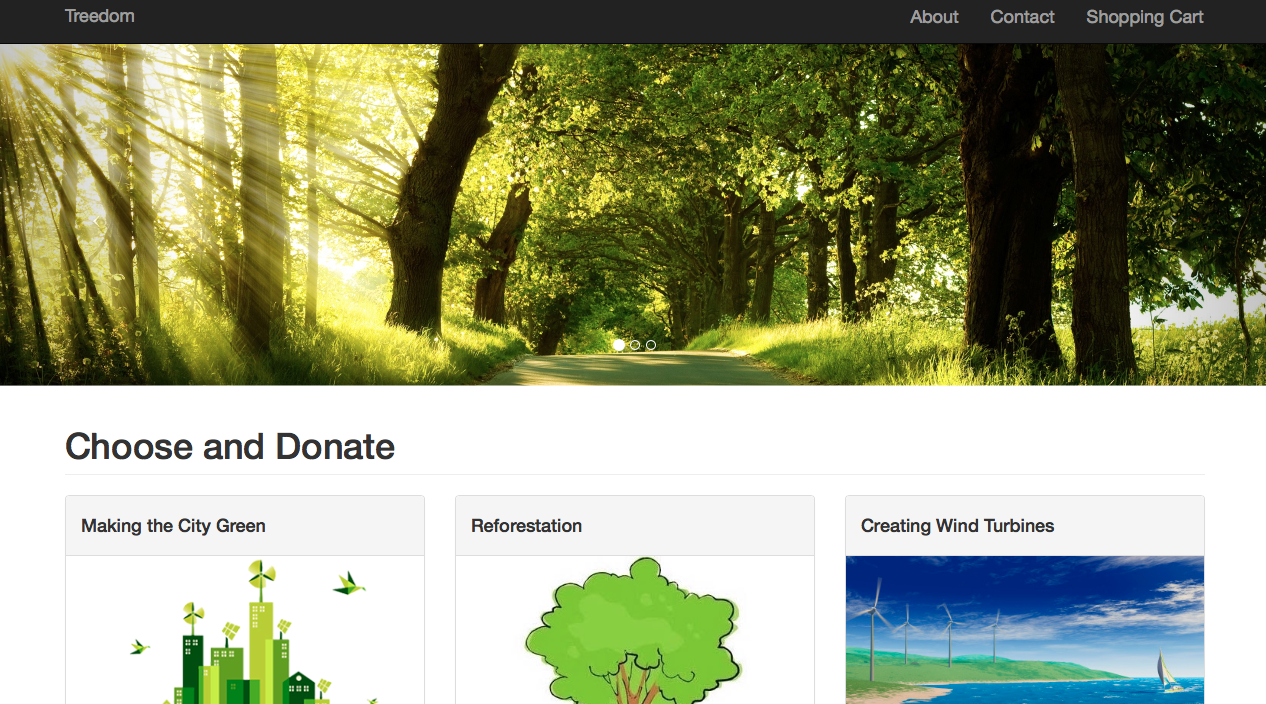 Treedom About Contact Shopping Cart
Choose and Donate
Making the City Green
Reforestation
Creating Wind Turbines